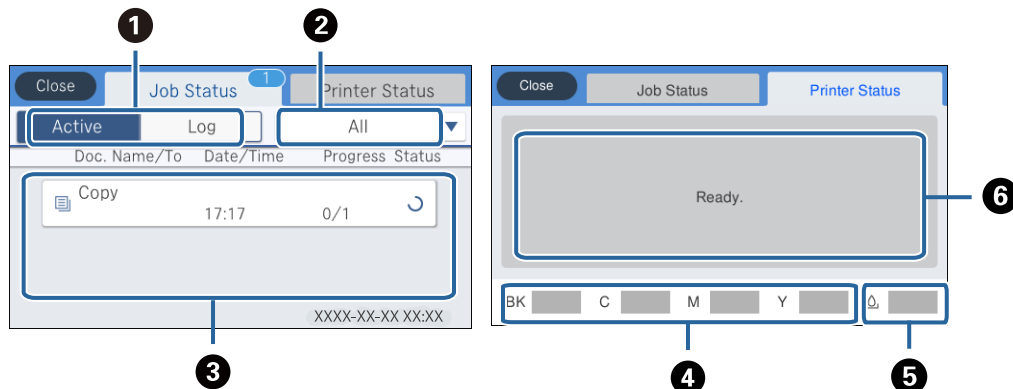 1 2
Close Job Status 1 Printer Status
Active Log All
Doc. Name/To Date/Time Progress Status
Copy
17:17 0/1
XXXX-XX-XX XX:XX
3
Close Job Status Printer Status
Ready.
6
BK C M Y
4 5